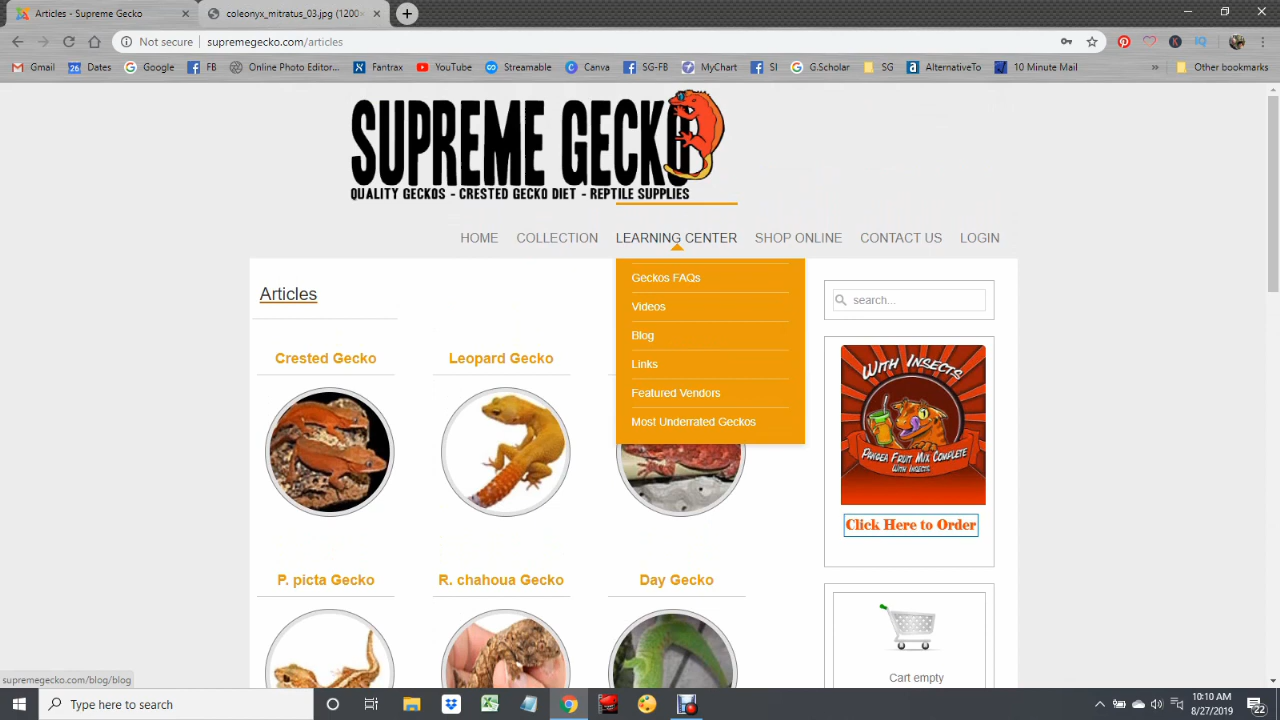 Articles - Supreme Gecko
coleonyx_mitratus_03.jpg (1200×
Not secure
supremegecko.com/articles
Gmail
26 Dates
Google
FB
Online Photo Editor...
Fantrax
YouTube
Streamable
Canva
SG-FB
MyChart
SI
G.Scholar
SG
AlternativeTo
10 Minute Mail
»
Other bookmarks
SUPREME GECKO
QUALITY GECKOS - CRESTED GECKO DIET - REPTILE SUPPLIES
HOME COLLECTION LEARNING CENTER SHOP ONLINE CONTACT US LOGIN
Geckos FAQs
Videos
Blog
Links
Featured Vendors
Most Underrated Geckos
Articles
Crested Gecko
Leopard Gecko
P. picta Gecko
R. chahoua Gecko
Day Gecko
search...
WITH INSECTS
PANGEA FRUIT MIX COMPLETE
WITH INSECTS
Click Here to Order
Cart empty
supremegecko.com/blog/blog
Type here to search
10:10 AM
8/27/2019
22